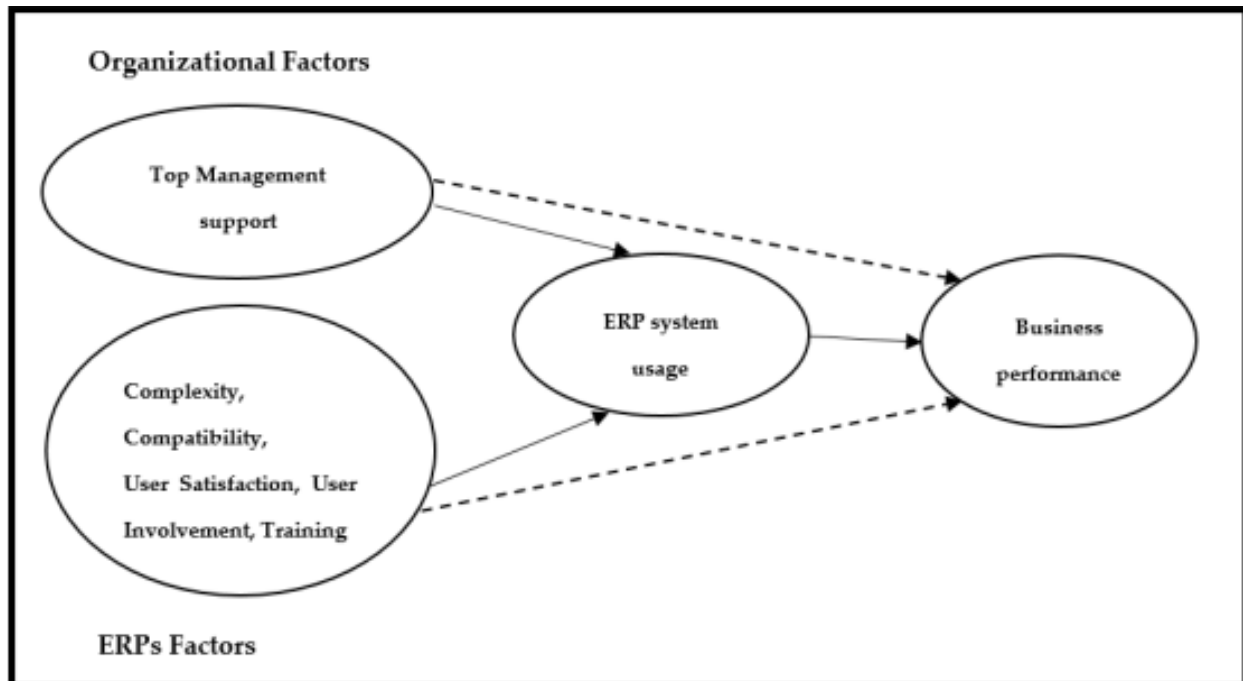 Organizational Factors
Top Management
support
ERP system
usage
Business
performance
Complexity,
Compatibility,
User Satisfaction, User
Involvement, Training
ERPs Factors